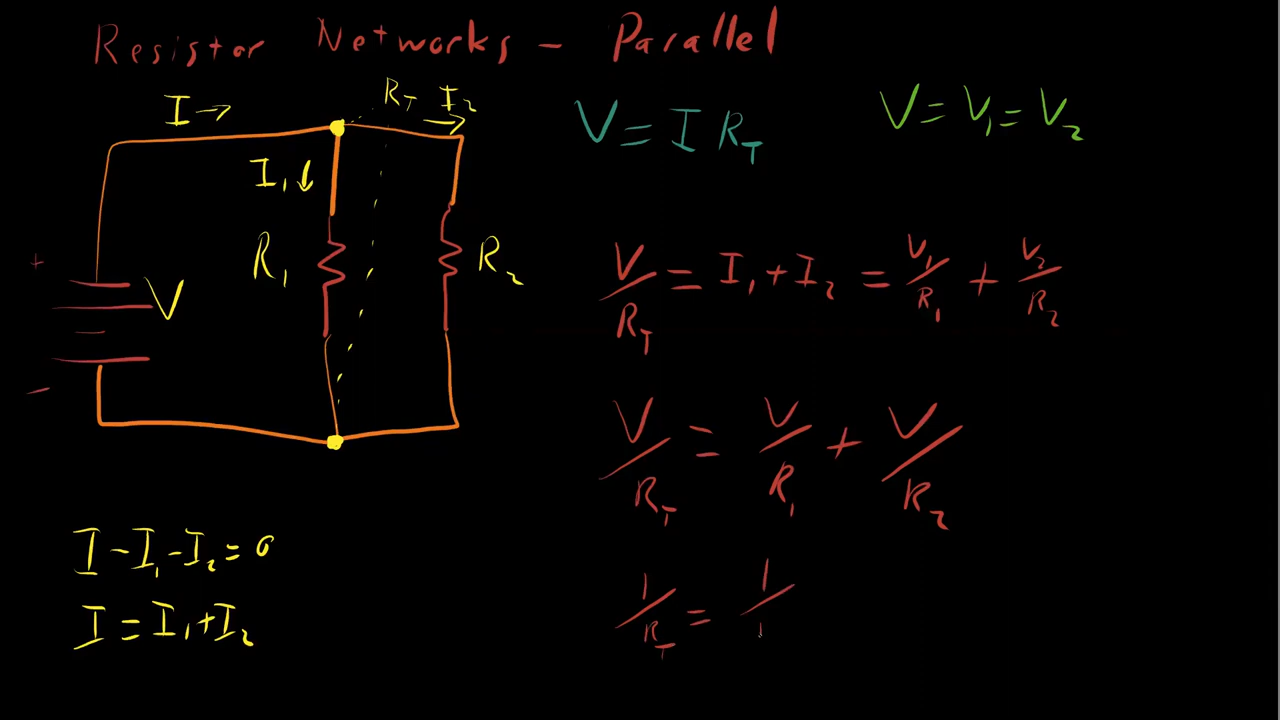 Resistor Networks - Parallel
I → R_T I_2
V = I R_T
V = V_1 = V_2
I_1 ↓
R_1
R_2
+
V
-
V/R_T = I_1 + I_2 = V_1/R_1 + V_2/R_2
V/R_T = V/R_1 + V/R_2
I - I_1 - I_2 = 0
I = I_1 + I_2
1/R_T = 1/